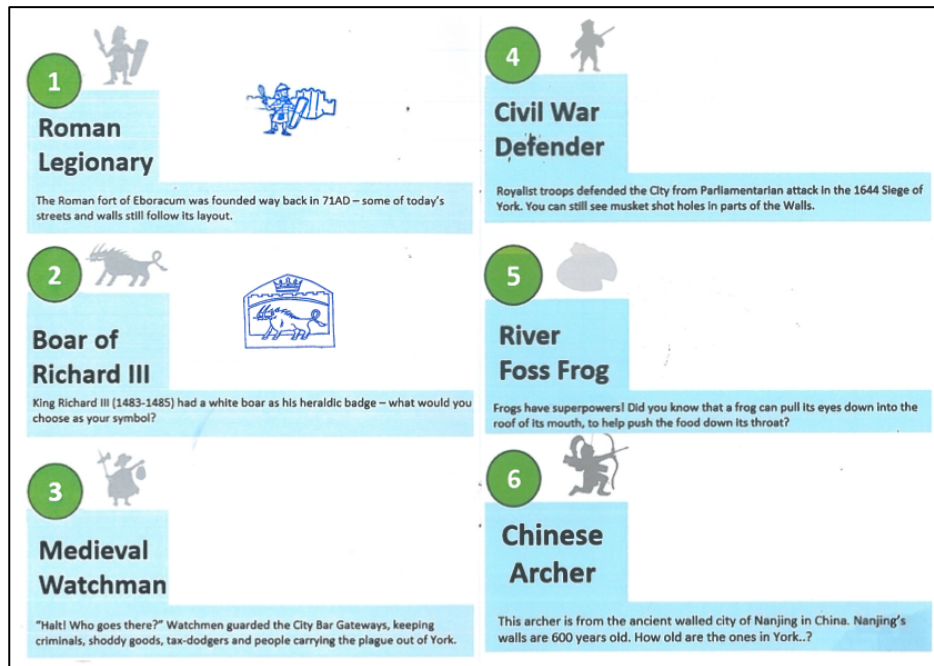 1
Roman
Legionary
The Roman fort of Eboracum was founded way back in 71AD – some of today's
streets and walls still follow its layout.
2
Boar of
Richard III
King Richard III (1483-1485) had a white boar as his heraldic badge – what would you
choose as your symbol?
3
Medieval
Watchman
"Halt! Who goes there?" Watchmen guarded the City Bar Gateways, keeping
criminals, shoddy goods, tax-dodgers and people carrying the plague out of York.
4
Civil War
Defender
Royalist troops defended the City from Parliamentarian attack in the 1644 Siege of
York. You can still see musket shot holes in parts of the Walls.
5
River
Foss Frog
Frogs have superpowers! Did you know that a frog can pull its eyes down into the
roof of its mouth, to help push the food down its throat?
6
Chinese
Archer
This archer is from the ancient walled city of Nanjing in China. Nanjing's
walls are 600 years old. How old are the ones in York..?